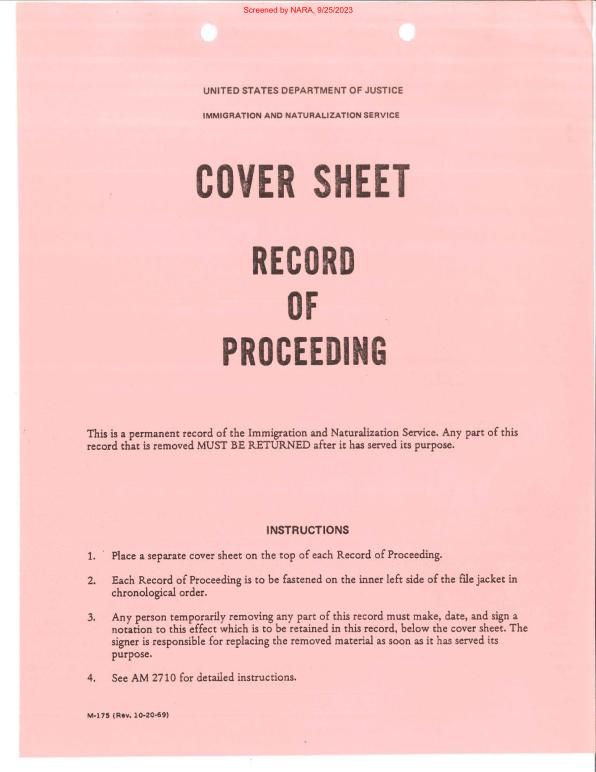 Screened by NARA, 9/25/2023
UNITED STATES DEPARTMENT OF JUSTICE
IMMIGRATION AND NATURALIZATION SERVICE
COVER SHEET
RECORD
OF
PROCEEDING
This is a permanent record of the Immigration and Naturalization Service. Any part of this
record that is removed MUST BE RETURNED after it has served its purpose.
INSTRUCTIONS
1. Place a separate cover sheet on the top of each Record of Proceeding.
2. Each Record of Proceeding is to be fastened on the inner left side of the file jacket in
chronological order.
3. Any person temporarily removing any part of this record must make, date, and sign a
notation to this effect which is to be retained in this record, below the cover sheet. The
signer is responsible for replacing the removed material as soon as it has served its
purpose.
4. See AM 2710 for detailed instructions.
M-175 (Rev. 10-20-69)